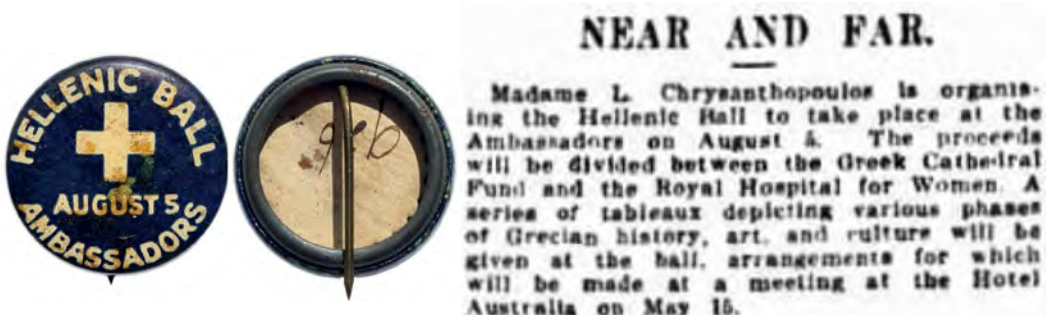 HELLENIC BALL
AUGUST 5
AMBASSADORS
NEAR AND FAR.
Madame L. Chrysanthopoulos is organis-
ing the Hellenic Ball to take place at the
Ambassadors on August 5. The proceeds
will be divided between the Greek Cathedral
Fund and the Royal Hospital for Women. A
series of tableaux depicting various phases
of Grecian history, art, and culture will be
given at the ball, arrangements for which
will be made at a meeting at the Hotel
Australia on May 15.